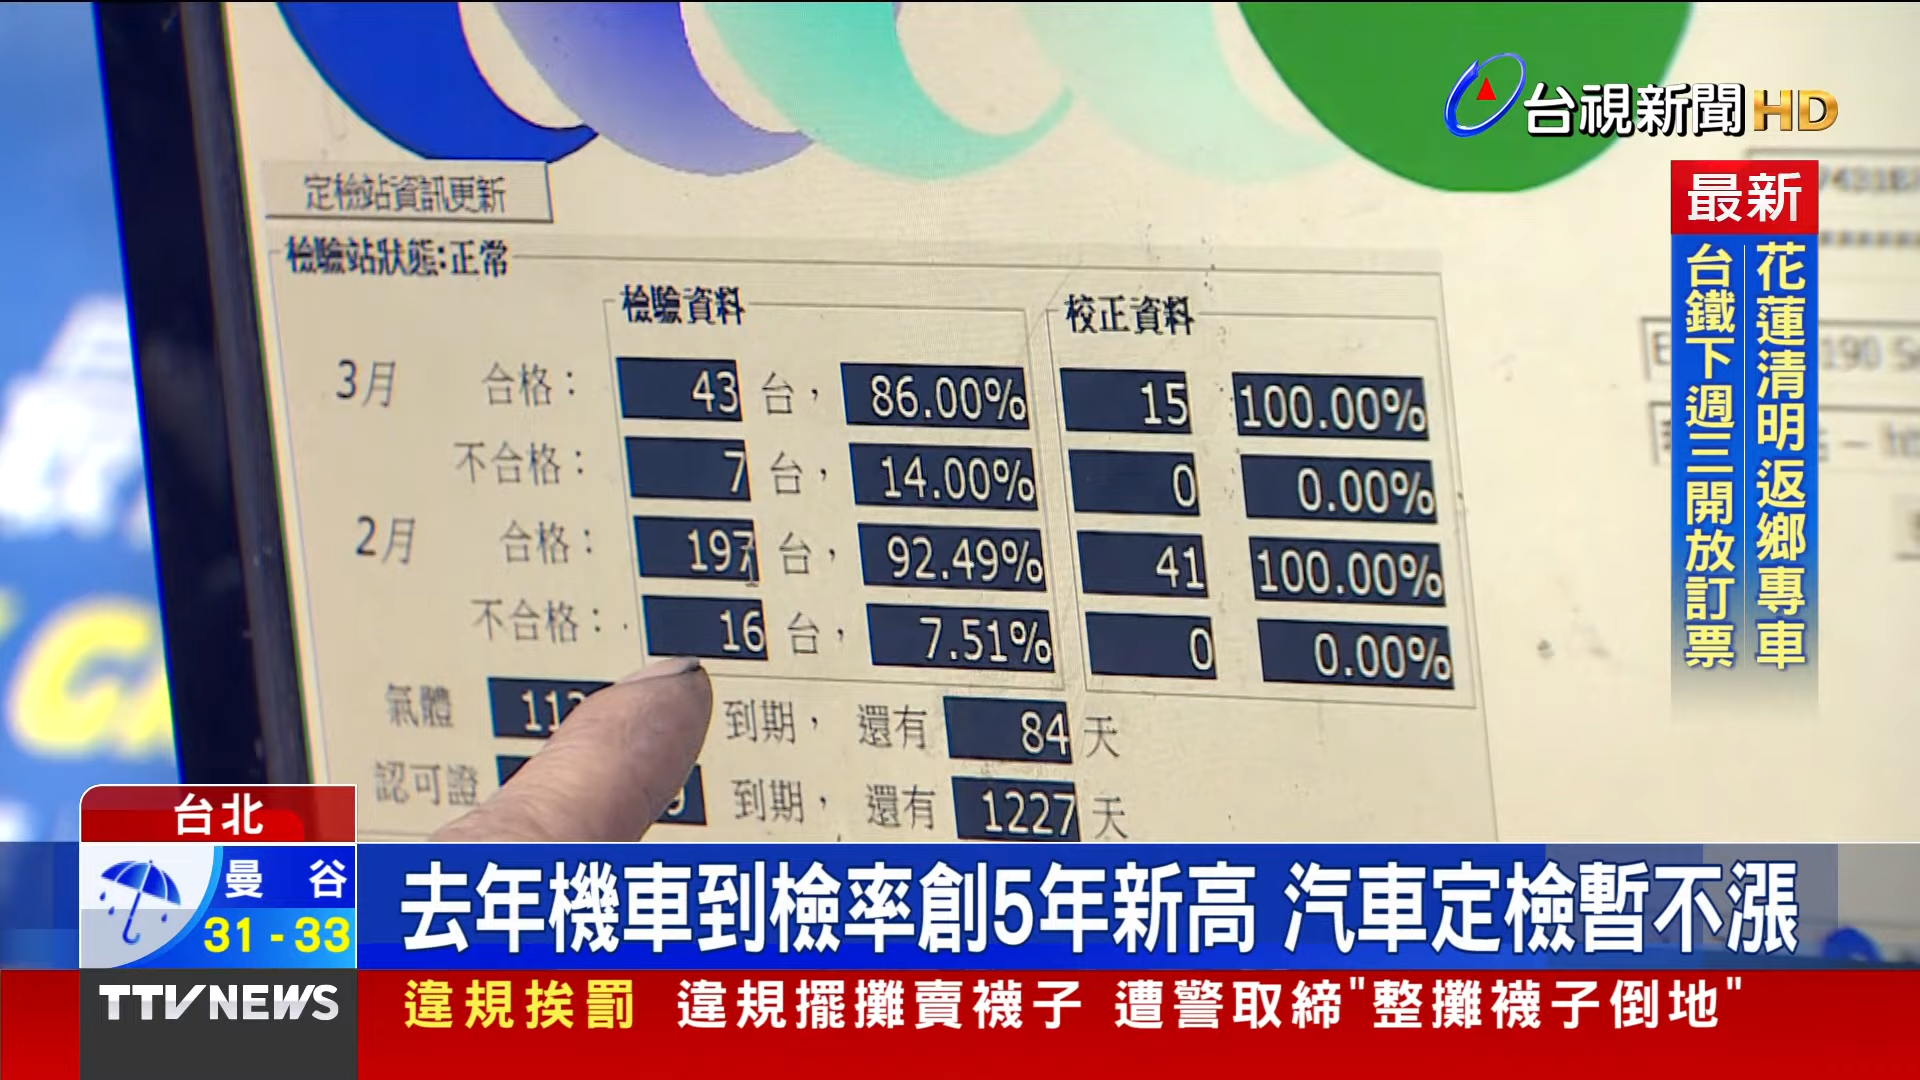 台視新聞HD
最新
花蓮清明返鄉專車
台鐵下週三開放訂票
定檢站資訊更新
檢驗站狀態:正常
檢驗資料
校正資料
3月 合格: 43 台, 86.00% 15 100.00%
不合格: 7 台, 14.00% 0 0.00%
2月 合格: 197 台, 92.49% 41 100.00%
不合格: 16 台, 7.51% 0 0.00%
氣體 到期, 還有 84 天
認可證 到期, 還有 1227 天
台北
曼谷
31 - 33
去年機車到檢率創5年新高 汽車定檢暫不漲
TTV NEWS
違規挨罰 違規擺攤賣襪子 遭警取締"整攤襪子倒地"